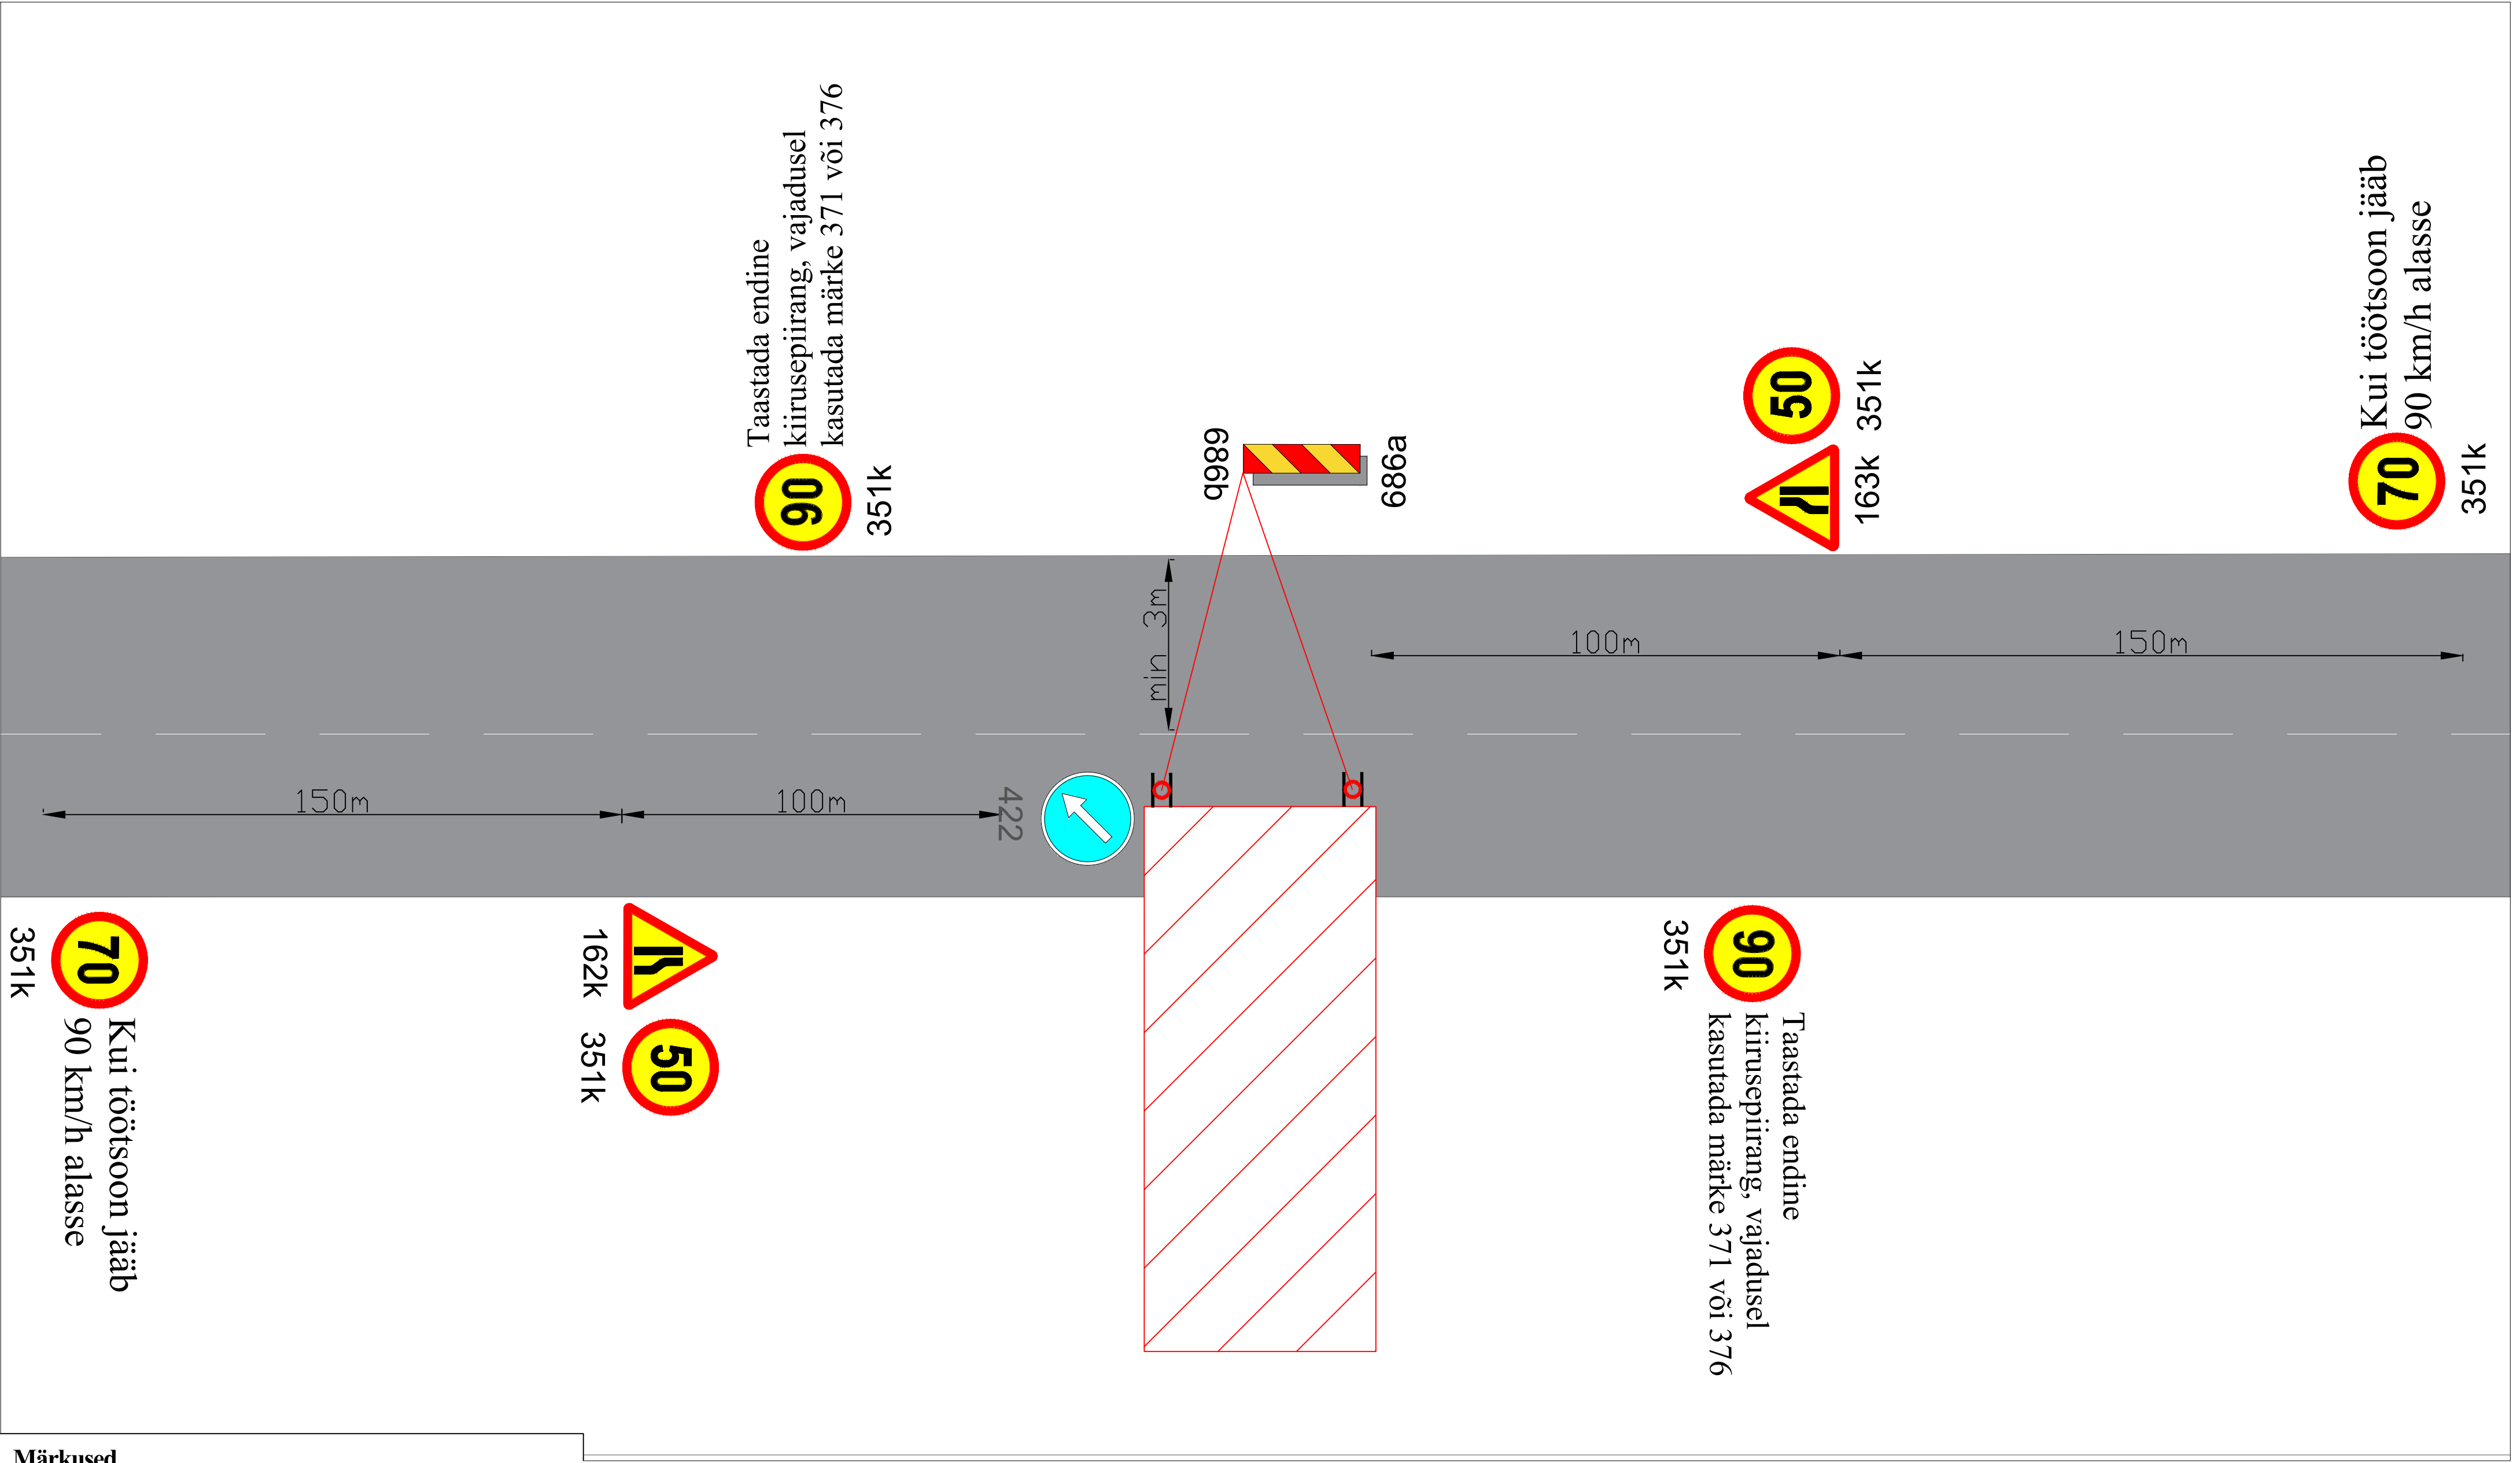 Taastada endine
kiirusepiirang, vajadusel
kasutada märke 371 või 376
90
351k
686b
686a
50
351k
163k
Kui töötsoon jääb
90 km/h alasse
70
351k
min 3m
100m
150m
150m
100m
422
351k
70
Kui töötsoon jääb
90 km/h alasse
162k
351k
50
351k
90
Taastada endine
kiirusepiirang, vajadusel
kasutada märke 371 või 376
Märkused